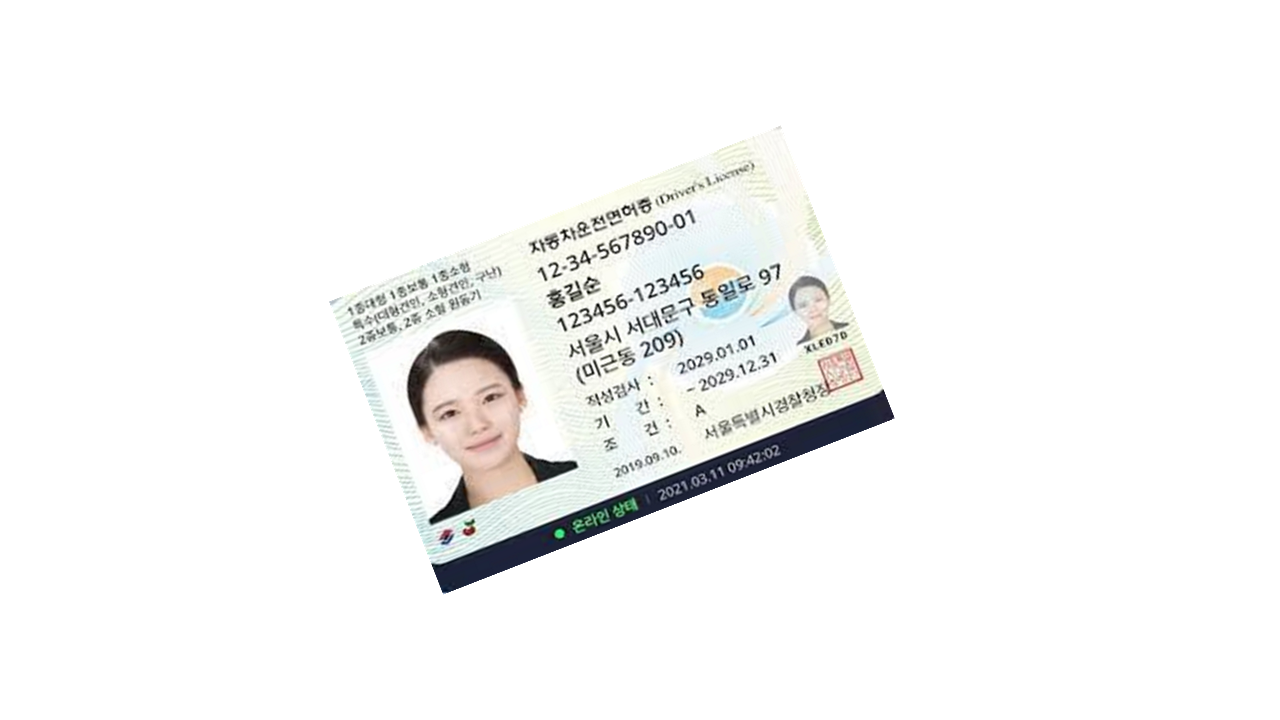 1종대형 1종보통 1종소형
특수(대형견인, 소형견인, 구난)
2종보통, 2종 소형 원동기
자동차운전면허증 (Driver's License)
12-34-567890-01
홍길순
123456-123456
서울시 서대문구 통일로 97
(미근동 209)
적성검사 : 2029.01.01
기 간 : ~ 2029.12.31
조 건 : A
2019.09.10. 서울특별시경찰청장
XLED7D
온라인 상태 | 2021.03.11 09:42:02